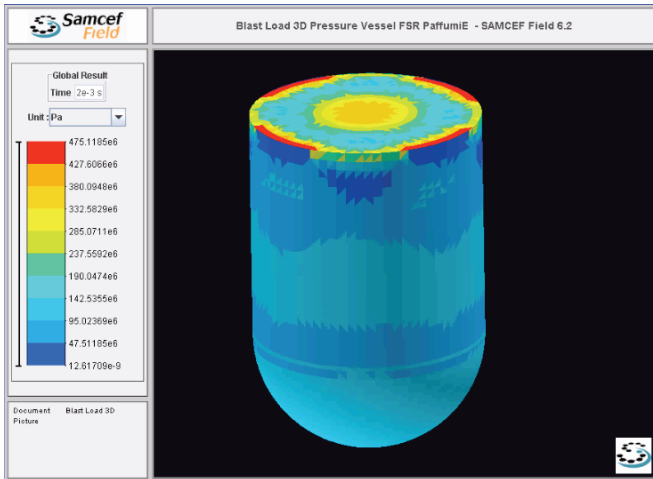 Samcef
Field
Blast Load 3D Pressure Vessel FSR PaffumiE - SAMCEF Field 6.2
Global Result
Time 2e-3 s
Unit : Pa
475.1185e6
427.6066e6
380.0948e6
332.5829e6
285.0711e6
237.5592e6
190.0474e6
142.5355e6
95.02369e6
47.51185e6
12.61709e-9
Document Blast Load 3D
Picture